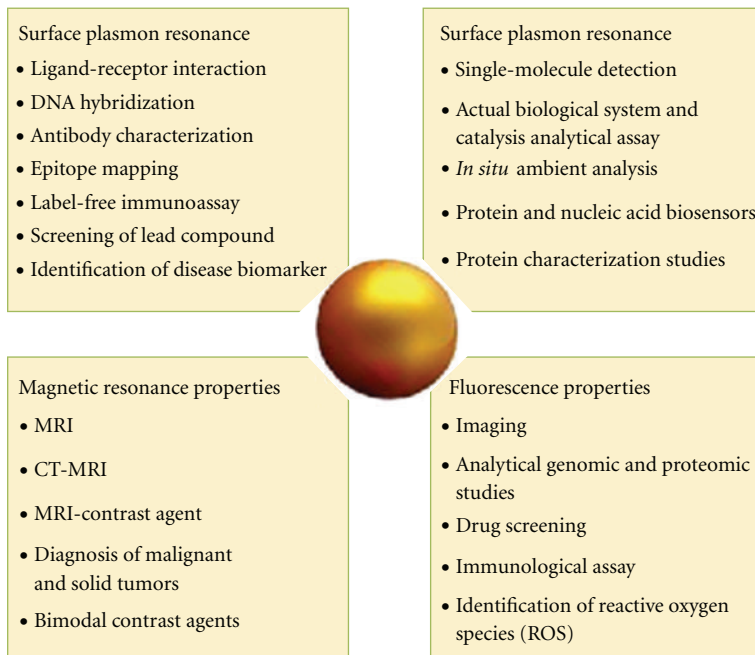 Surface plasmon resonance
• Ligand-receptor interaction
• DNA hybridization
• Antibody characterization
• Epitope mapping
• Label-free immunoassay
• Screening of lead compound
• Identification of disease biomarker
Surface plasmon resonance
• Single-molecule detection
• Actual biological system and
catalysis analytical assay
• In situ ambient analysis
• Protein and nucleic acid biosensors
• Protein characterization studies
Magnetic resonance properties
• MRI
• CT-MRI
• MRI-contrast agent
• Diagnosis of malignant
and solid tumors
• Bimodal contrast agents
Fluorescence properties
• Imaging
• Analytical genomic and proteomic
studies
• Drug screening
• Immunological assay
• Identification of reactive oxygen
species (ROS)